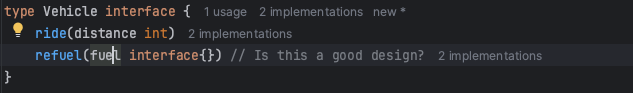 type Vehicle interface { 1 usage 2 implementations new *
ride(distance int) 2 implementations
refuel(fuel interface{}) // Is this a good design? 2 implementations
}